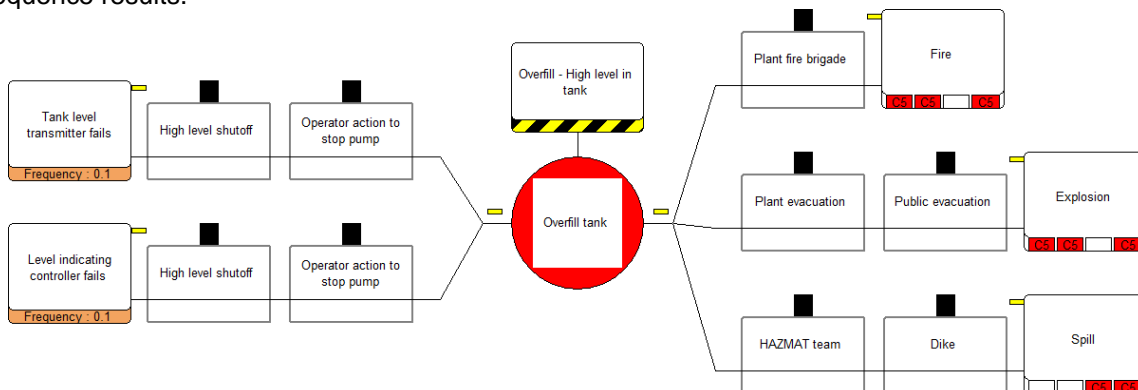 equence results.
Tank level
transmitter fails
Frequency : 0.1
High level shutoff
Operator action to
stop pump
Level indicating
controller fails
Frequency : 0.1
High level shutoff
Operator action to
stop pump
Overfill - High level in
tank
Overfill tank
Plant fire brigade
Fire
C5 C5 C5
Plant evacuation
Public evacuation
Explosion
C5 C5 C5
HAZMAT team
Dike
Spill
C5 C5